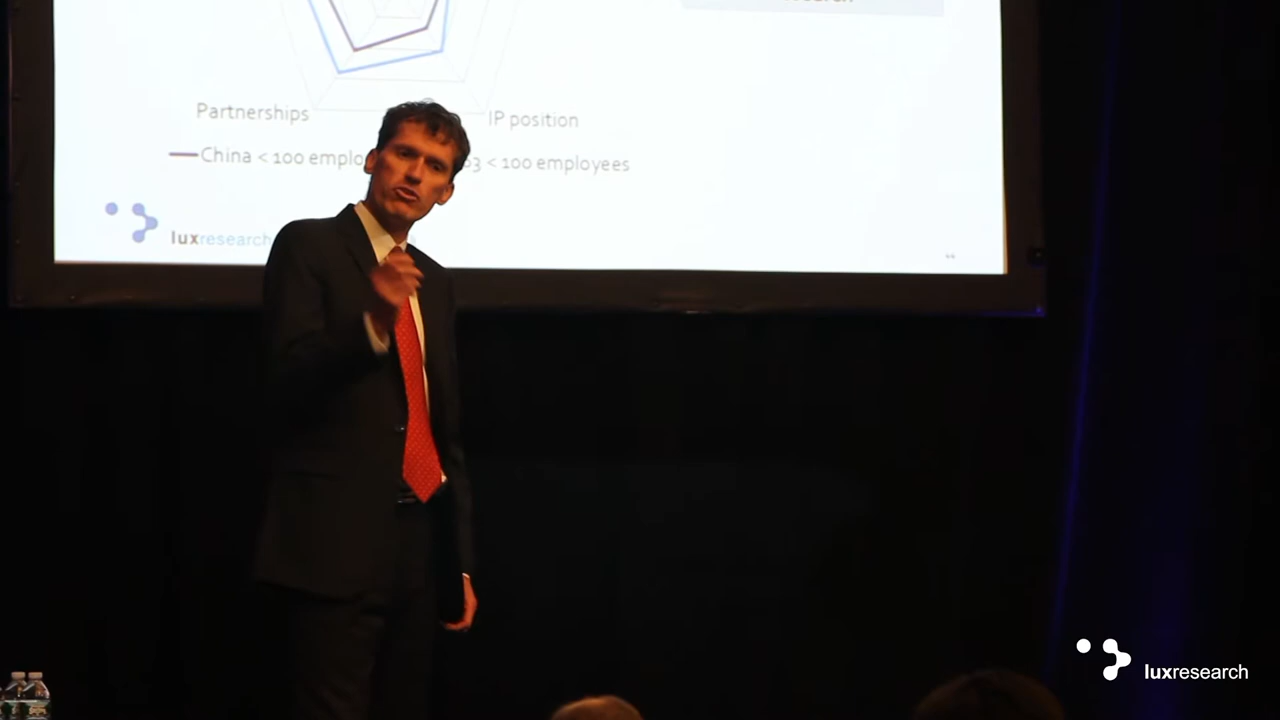 Partnerships
IP position
China < 100 emplo
3 < 100 employees
luxresearch
luxresearch